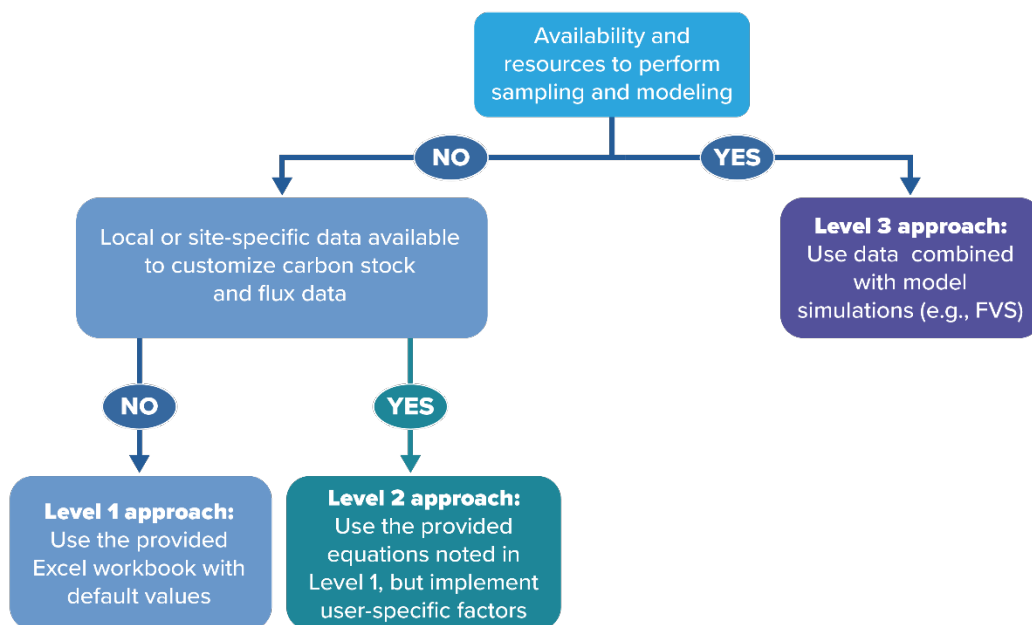 Availability and
resources to perform
sampling and modeling
NO
YES
Local or site-specific data available
to customize carbon stock
and flux data
Level 3 approach:
Use data combined
with model
simulations (e.g., FVS)
NO
YES
Level 1 approach:
Use the provided
Excel workbook with
default values
Level 2 approach:
Use the provided
equations noted in
Level 1, but implement
user-specific factors